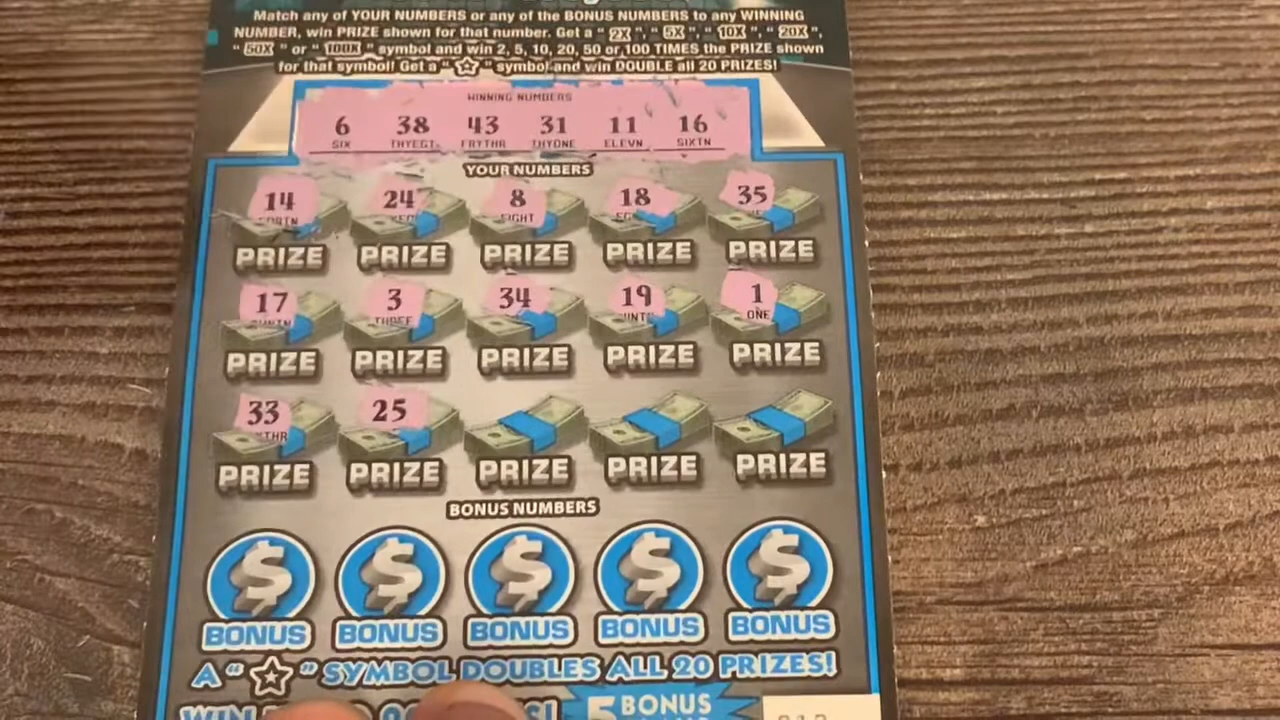 Match any of YOUR NUMBERS or any of the BONUS NUMBERS to any WINNING
NUMBER, win PRIZE shown for that number. Get a "2X", "5X", "10X", "20X",
"50X" or "100X" symbol and win 2, 5, 10, 20, 50 or 100 TIMES the PRIZE shown
for that symbol! Get a "☆" symbol and win DOUBLE all 20 PRIZES!
WINNING NUMBERS
6 38 43 31 11 16
SIX THYEGT FRYTHR THYONE ELEVN SIXTN
YOUR NUMBERS
14 24 8 18 35
PRIZE PRIZE PRIZE PRIZE PRIZE
17 3 34 19 1
THREE ONE
PRIZE PRIZE PRIZE PRIZE PRIZE
33 25
PRIZE PRIZE PRIZE PRIZE PRIZE
BONUS NUMBERS
$ $ $ $ $
BONUS BONUS BONUS BONUS BONUS
A "☆" SYMBOL DOUBLES ALL 20 PRIZES!
WIN
5 BONUS